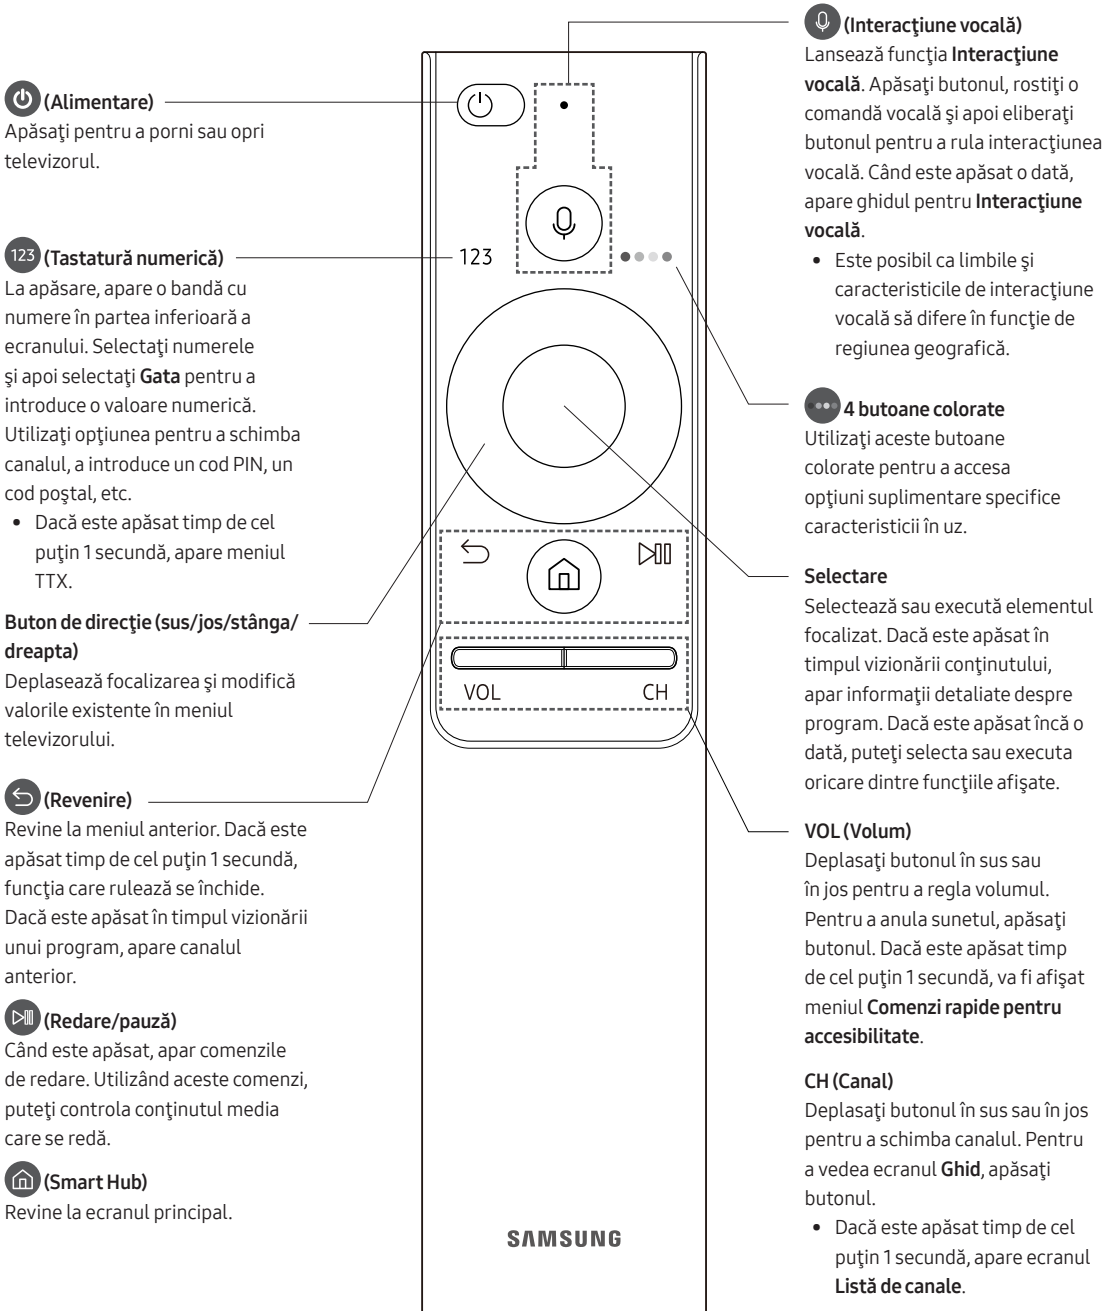 (Alimentare)
Apăsaţi pentru a porni sau opri
televizorul.
123 (Tastatură numerică)
La apăsare, apare o bandă cu
numere în partea inferioară a
ecranului. Selectaţi numerele
şi apoi selectaţi Gata pentru a
introduce o valoare numerică.
Utilizaţi opţiunea pentru a schimba
canalul, a introduce un cod PIN, un
cod poştal, etc.
• Dacă este apăsat timp de cel
puţin 1 secundă, apare meniul
TTX.
Buton de direcţie (sus/jos/stânga/
dreapta)
Deplasează focalizarea şi modifică
valorile existente în meniul
televizorului.
(Revenire)
Revine la meniul anterior. Dacă este
apăsat timp de cel puţin 1 secundă,
funcţia care rulează se închide.
Dacă este apăsat în timpul vizionării
unui program, apare canalul
anterior.
(Redare/pauză)
Când este apăsat, apar comenzile
de redare. Utilizând aceste comenzi,
puteţi controla conţinutul media
care se redă.
(Smart Hub)
Revine la ecranul principal.
123
VOL
CH
SAMSUNG
(Interacţiune vocală)
Lansează funcţia Interacţiune
vocală. Apăsaţi butonul, rostiţi o
comandă vocală şi apoi eliberaţi
butonul pentru a rula interacţiunea
vocală. Când este apăsat o dată,
apare ghidul pentru Interacţiune
vocală.
• Este posibil ca limbile şi
caracteristicile de interacţiune
vocală să difere în funcţie de
regiunea geografică.
4 butoane colorate
Utilizaţi aceste butoane
colorate pentru a accesa
opţiuni suplimentare specifice
caracteristicii în uz.
Selectare
Selectează sau execută elementul
focalizat. Dacă este apăsat în
timpul vizionării conţinutului,
apar informaţii detaliate despre
program. Dacă este apăsat încă o
dată, puteţi selecta sau executa
oricare dintre funcţiile afişate.
VOL (Volum)
Deplasaţi butonul în sus sau
în jos pentru a regla volumul.
Pentru a anula sunetul, apăsaţi
butonul. Dacă este apăsat timp
de cel puţin 1 secundă, va fi afişat
meniul Comenzi rapide pentru
accesibilitate.
CH (Canal)
Deplasaţi butonul în sus sau în jos
pentru a schimba canalul. Pentru
a vedea ecranul Ghid, apăsaţi
butonul.
• Dacă este apăsat timp de cel
puţin 1 secundă, apare ecranul
Listă de canale.